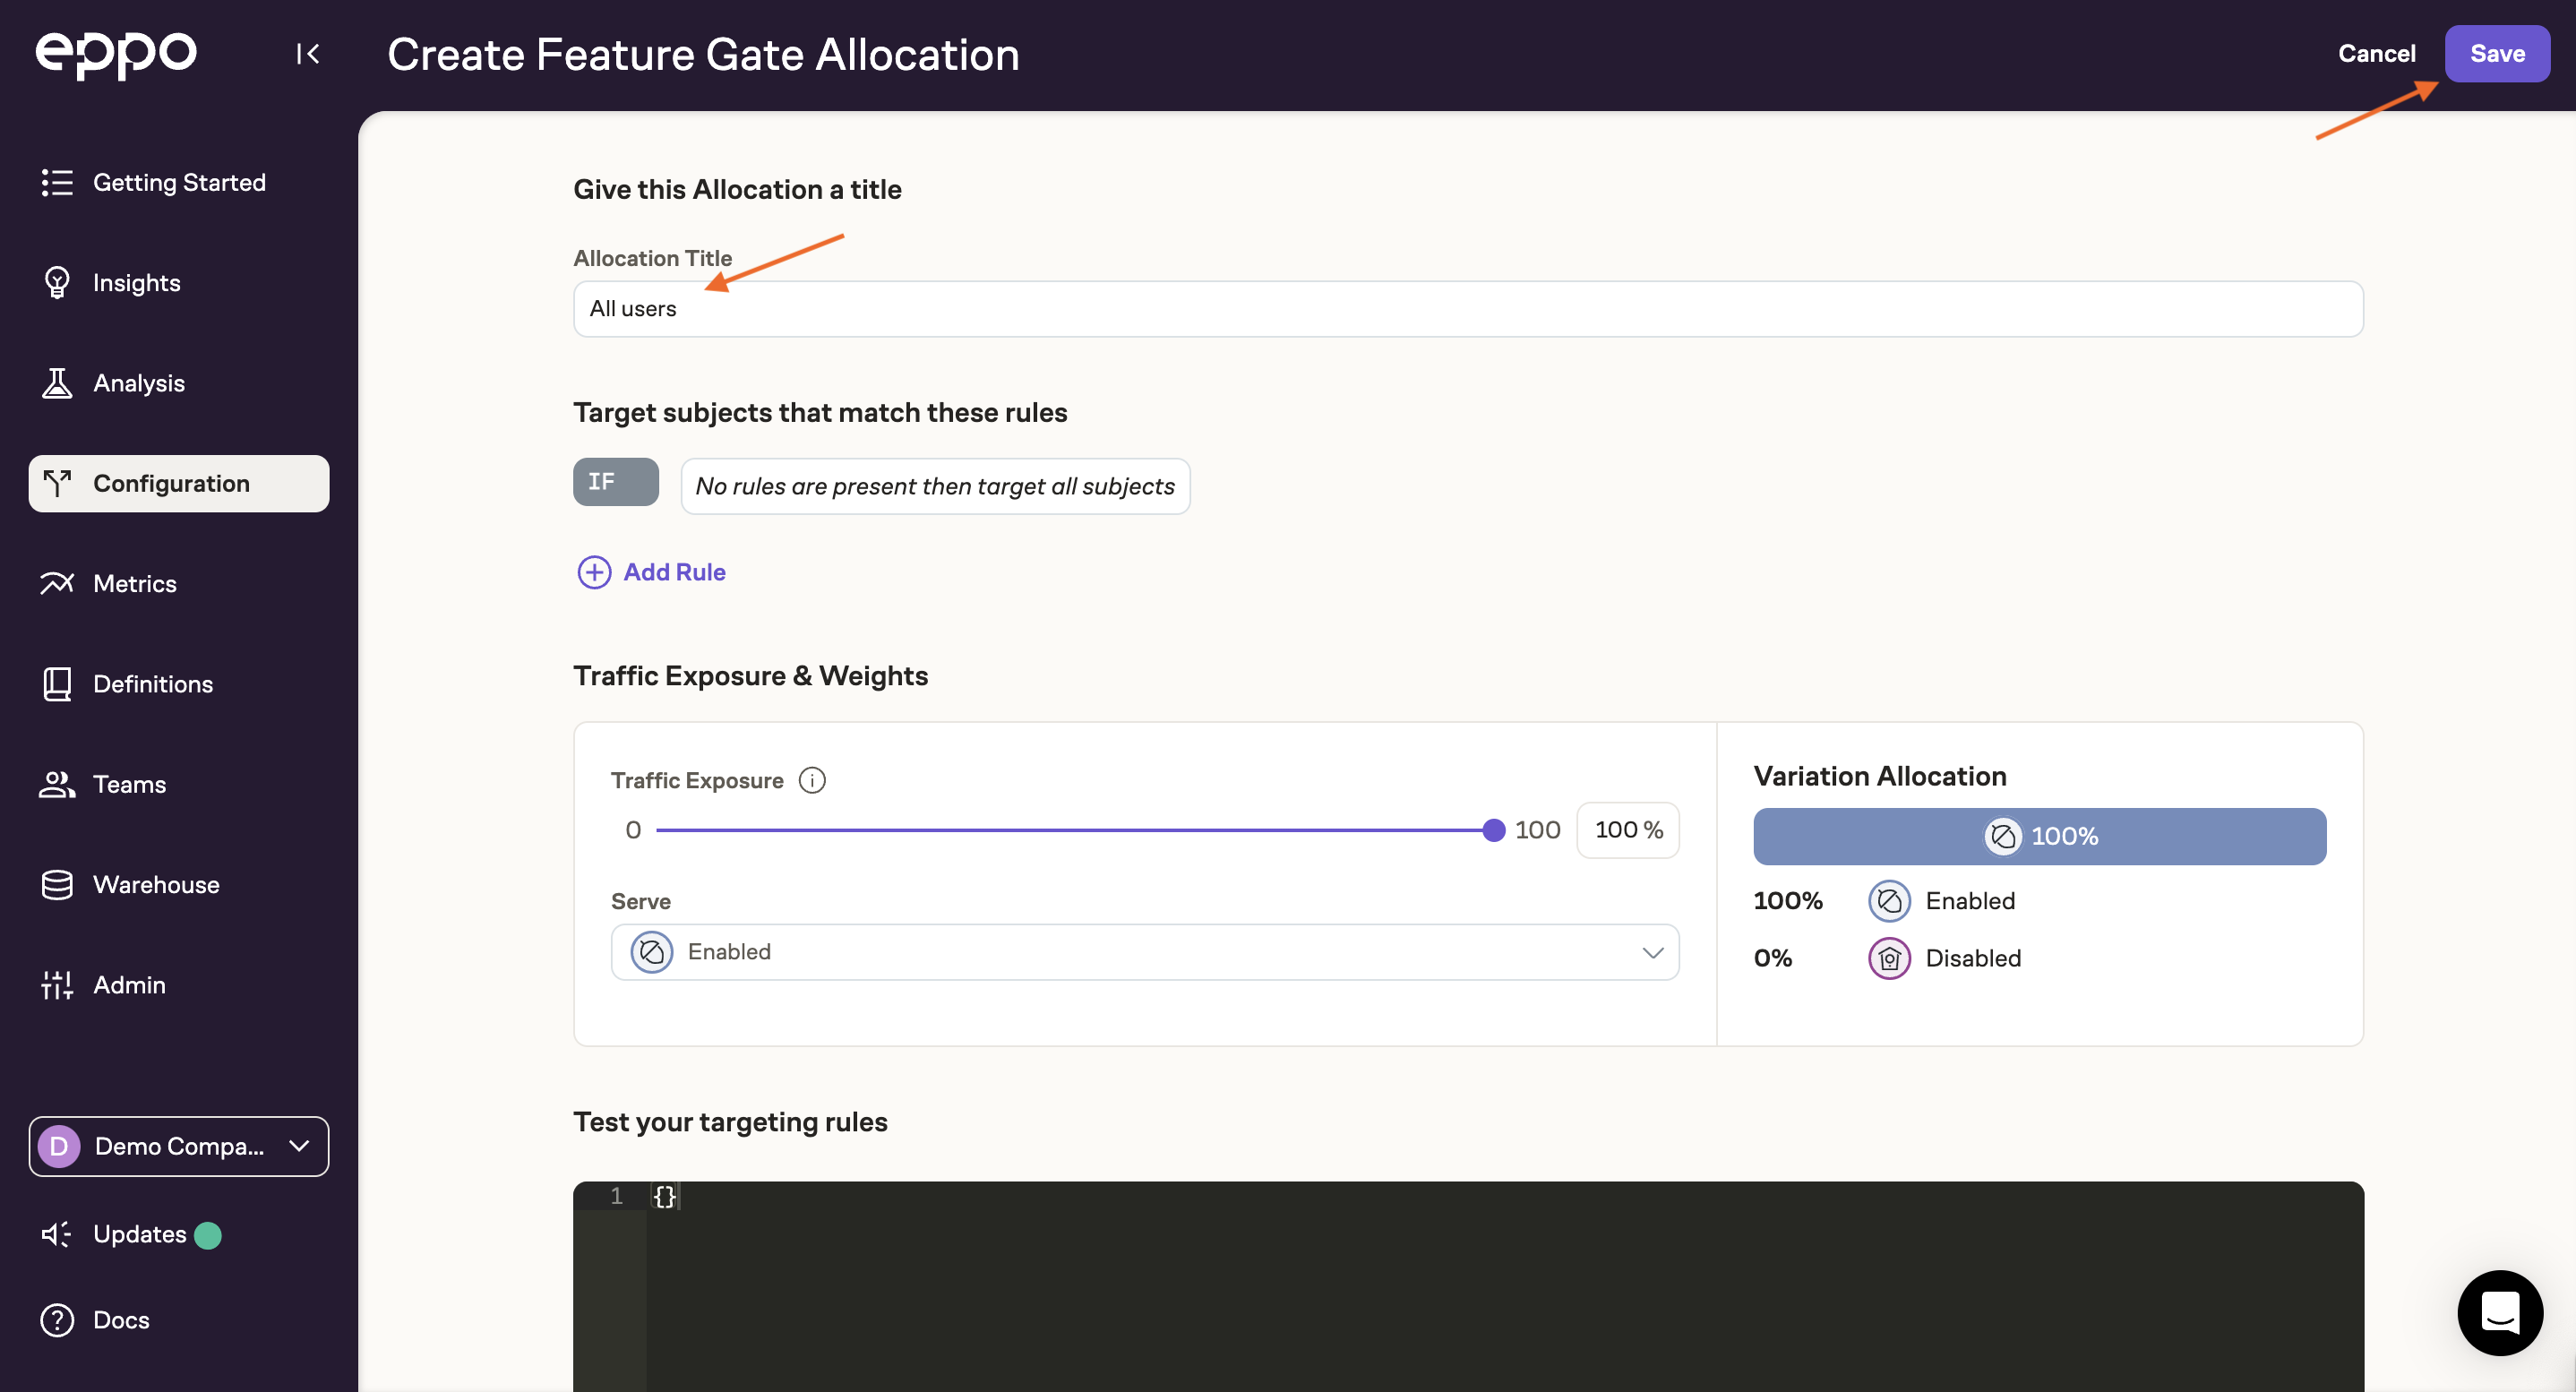 eppo
Create Feature Gate Allocation
Cancel
Save
Getting Started
Insights
Analysis
Configuration
Metrics
Definitions
Teams
Warehouse
Admin
D Demo Compa...
Updates
Docs
Give this Allocation a title
Allocation Title
All users
Target subjects that match these rules
IF No rules are present then target all subjects
Add Rule
Traffic Exposure & Weights
Traffic Exposure
0 100 100 %
Serve
Enabled
Variation Allocation
100%
100% Enabled
0% Disabled
Test your targeting rules
1 {}